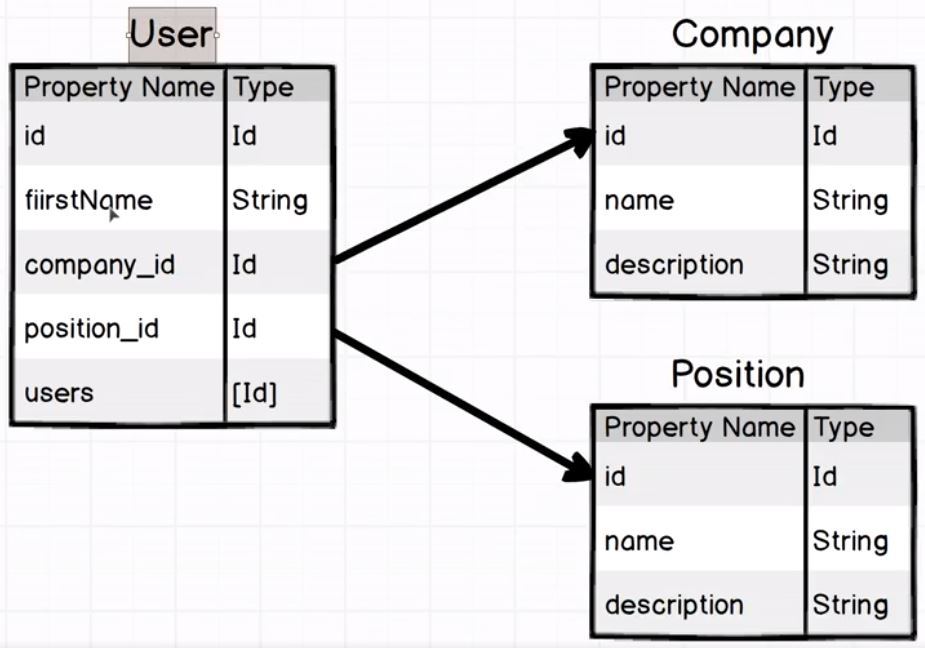 User
Property Name Type
id Id
fiirstName String
company_id Id
position_id Id
users [Id]
Company
Property Name Type
id Id
name String
description String
Position
Property Name Type
id Id
name String
description String